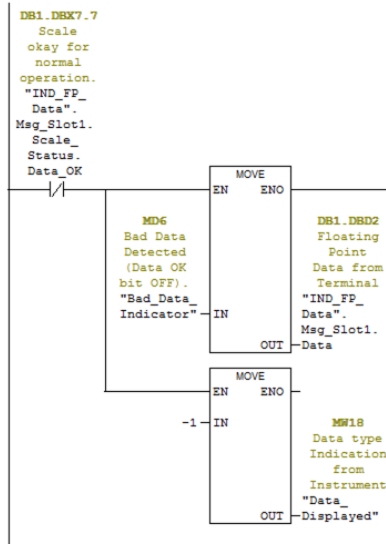 DB1.DBX7.7
Scale
okay for
normal
operation.
"IND_FP_
Data".
Msg_Slot1.
Scale_
Status.
Data_OK
MOVE
EN ENO
MD6
Bad Data
Detected
(Data OK
bit OFF).
"Bad_Data_
Indicator" IN
DB1.DBD2
Floating
Point
Data from
Terminal
"IND_FP_
Data".
Msg_Slot1.
OUT Data
MOVE
EN ENO
-1 IN
MW18
Data type
Indication
from
Instrument
"Data_
OUT Displayed"